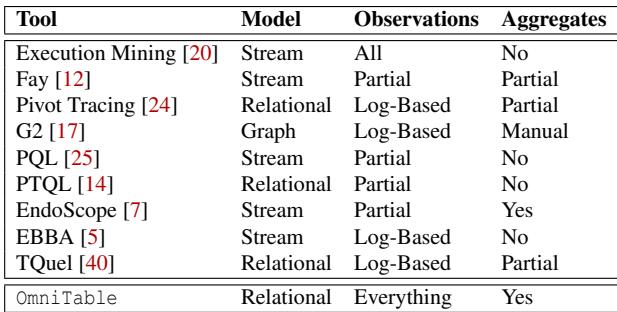 Tool Model Observations Aggregates
Execution Mining [20] Stream All No
Fay [12] Stream Partial Partial
Pivot Tracing [24] Relational Log-Based Partial
G2 [17] Graph Log-Based Manual
PQL [25] Stream Partial No
PTQL [14] Relational Partial No
EndoScope [7] Stream Partial Yes
EBBA [5] Stream Log-Based No
TQuel [40] Relational Log-Based Partial
OmniTable Relational Everything Yes